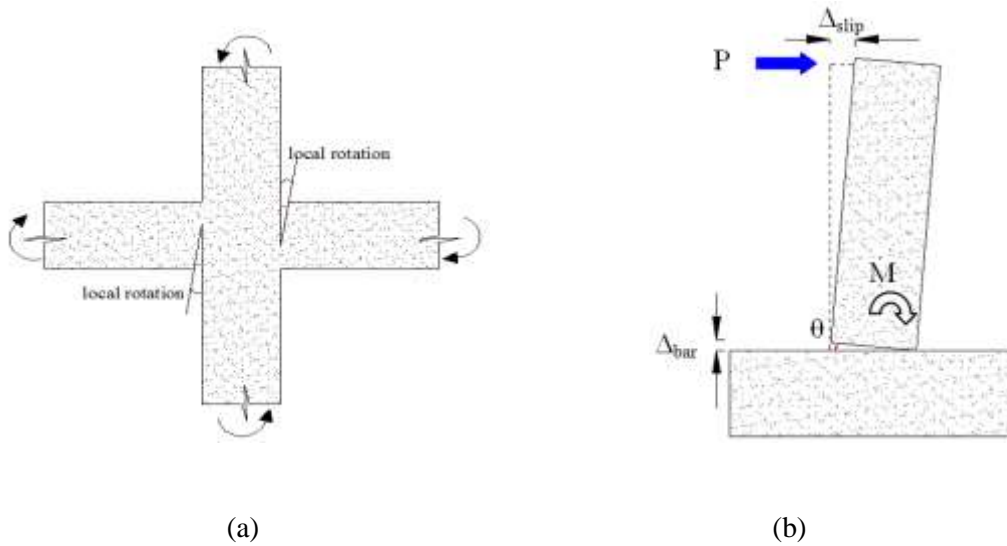 Δslip
P
local rotation
local rotation
M
θ
Δbar
(a)
(b)